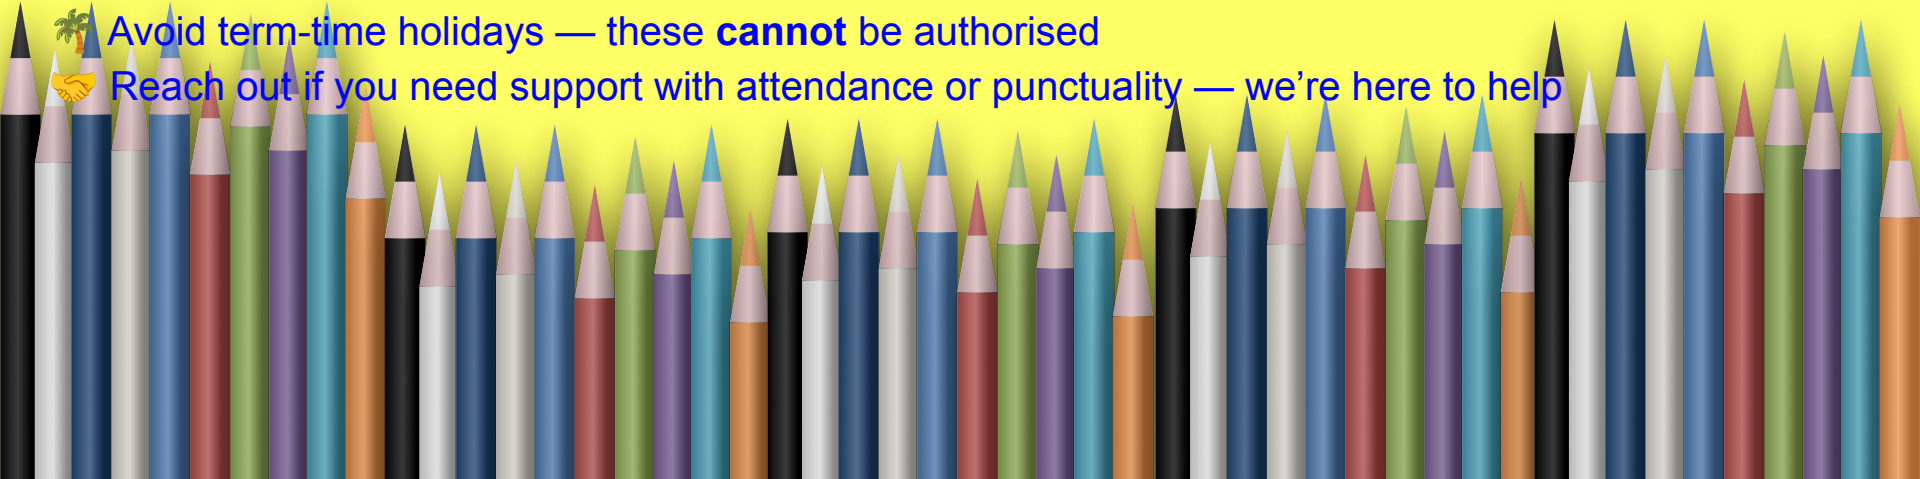 🌴 Avoid term-time holidays — these cannot be authorised
🤝 Reach out if you need support with attendance or punctuality — we’re here to help